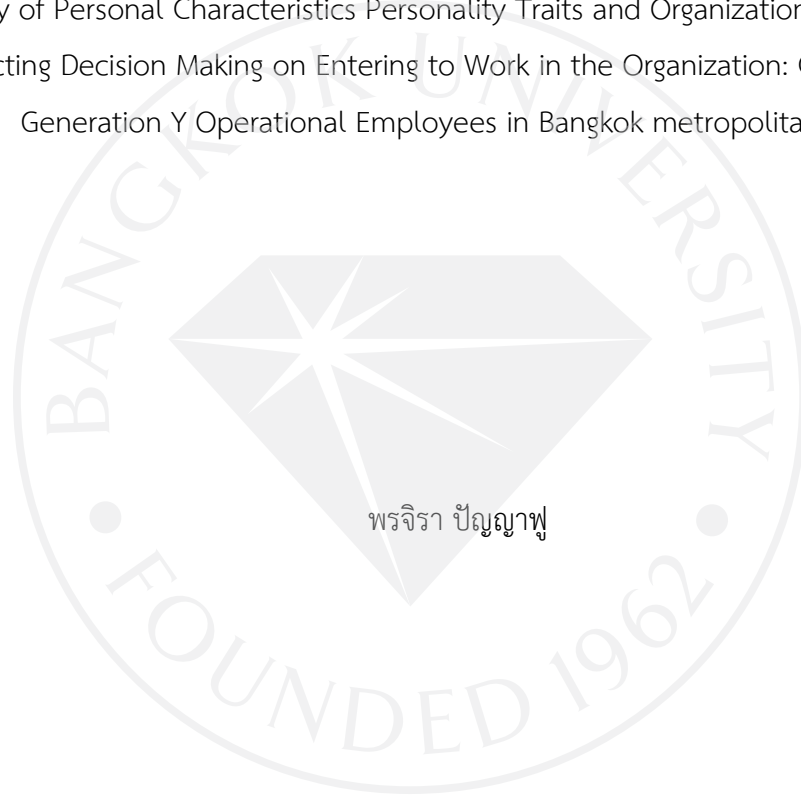 y of Personal Characteristics Personality Traits and Organization
cting Decision Making on Entering to Work in the Organization:
Generation Y Operational Employees in Bangkok metropolita
พรจิรา ปัญญาฟู
BANGKOK UNIVERSITY
FOUNDED 1962